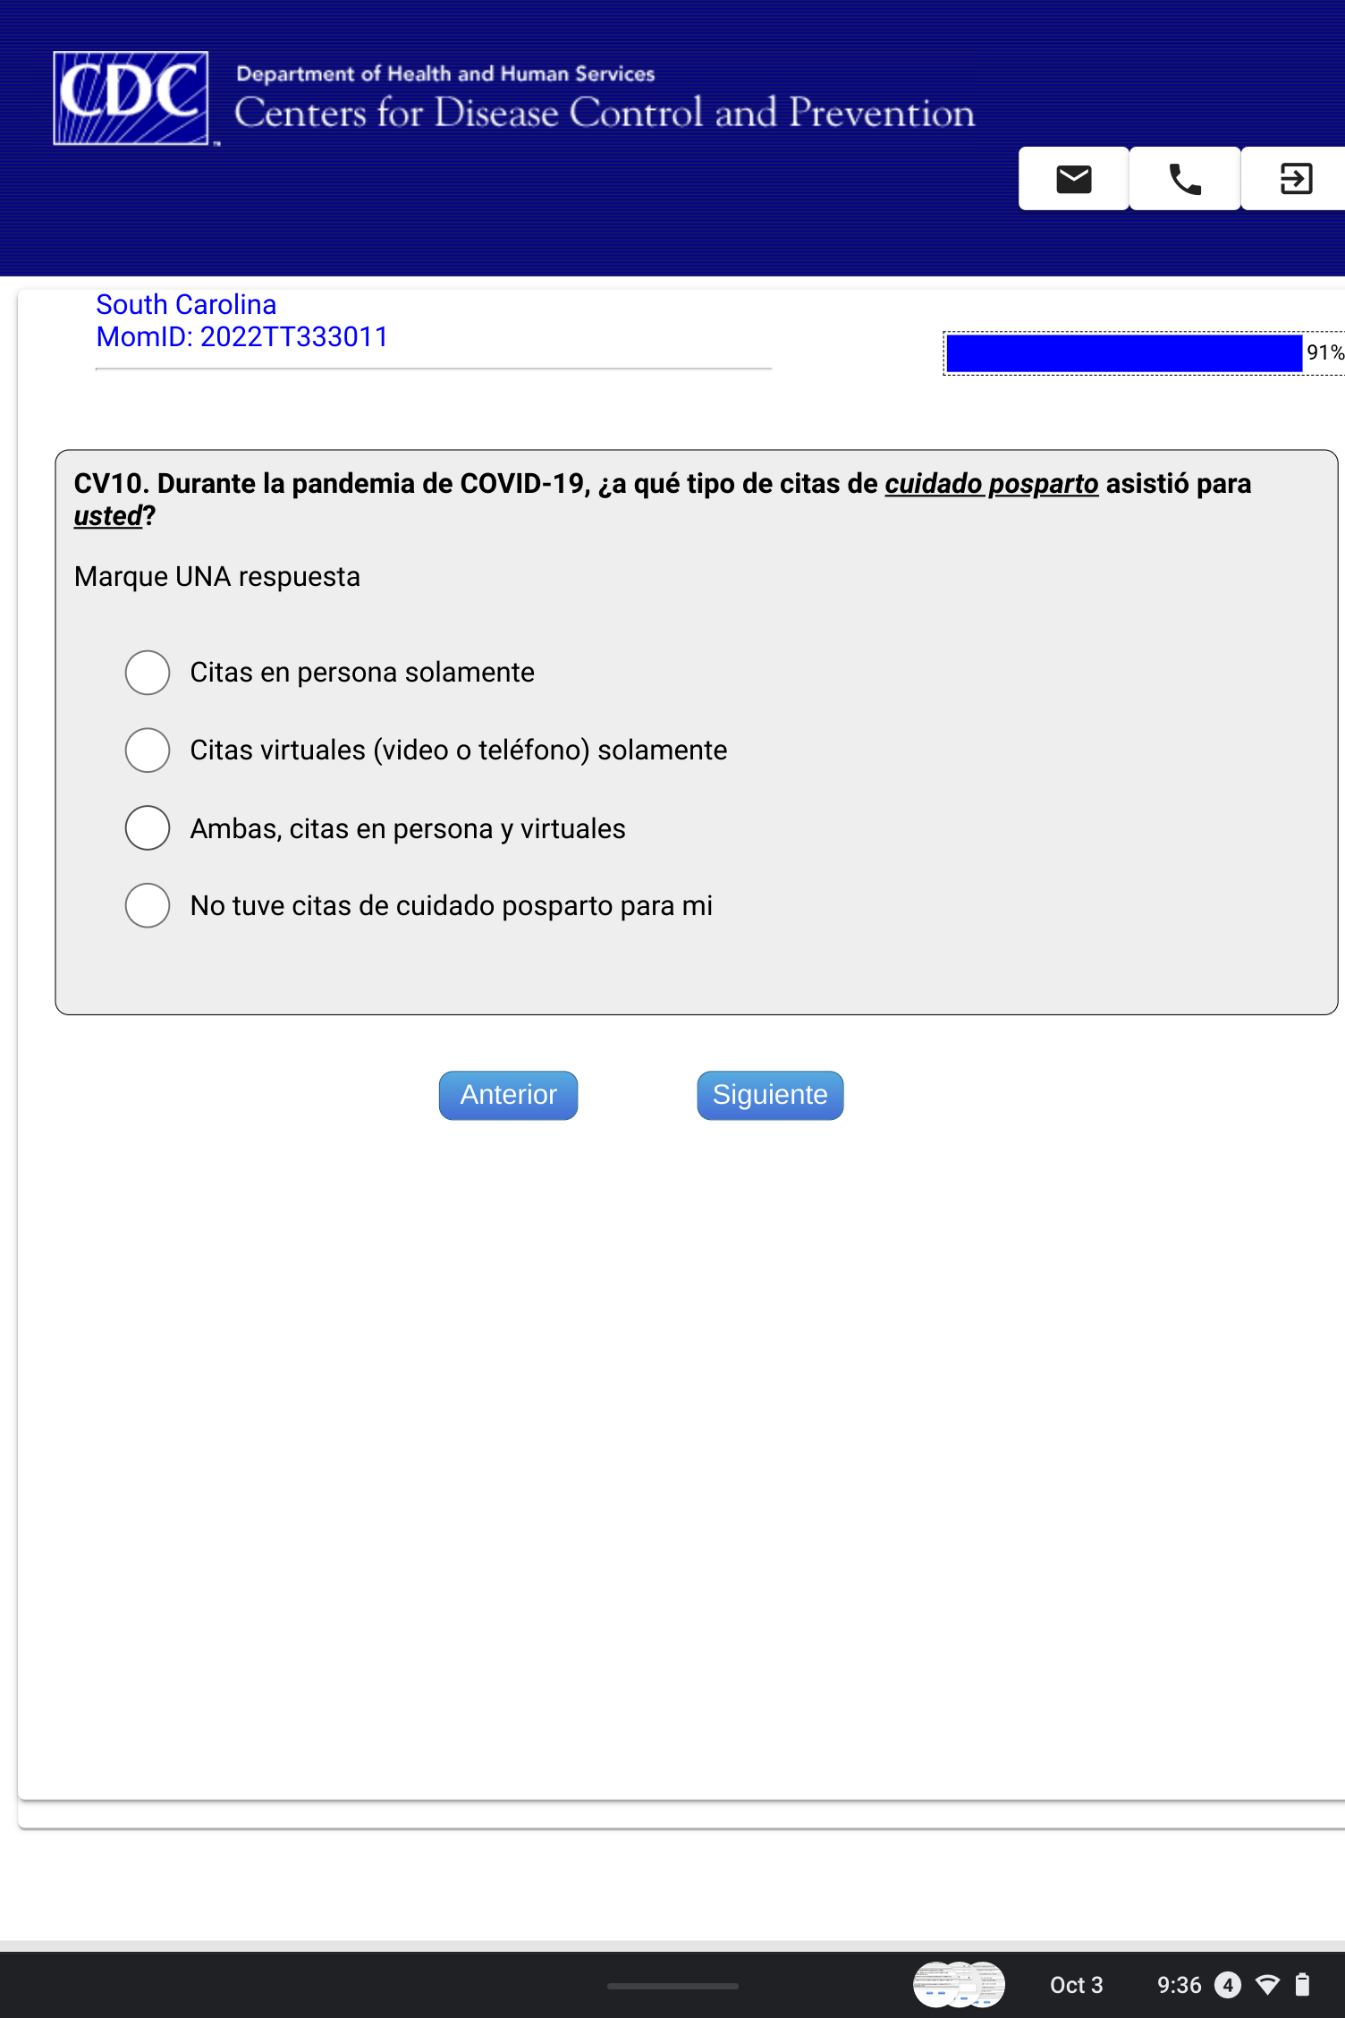 CDC
Department of Health and Human Services
Centers for Disease Control and Prevention
South Carolina
MomID: 2022TT333011
91%
CV10. Durante la pandemia de COVID-19, ¿a qué tipo de citas de cuidado posparto asistió para
usted?
Marque UNA respuesta
Citas en persona solamente
Citas virtuales (video o teléfono) solamente
Ambas, citas en persona y virtuales
No tuve citas de cuidado posparto para mi
Anterior
Siguiente
Oct 3
9:36
4